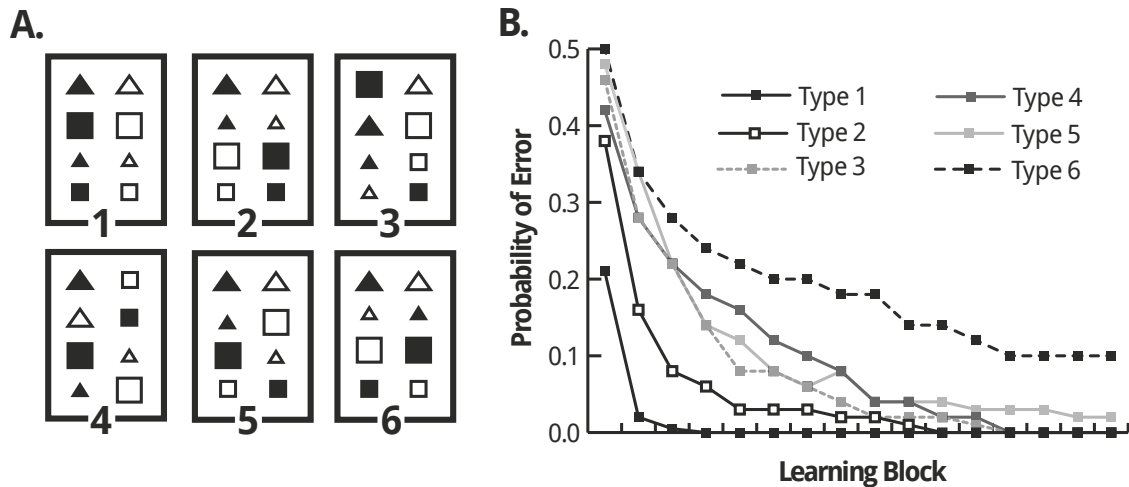 A.
1
2
3
4
5
6
B.
Probability of Error
0.5
0.4
0.3
0.2
0.1
0.0
Type 1
Type 2
Type 3
Type 4
Type 5
Type 6
Learning Block